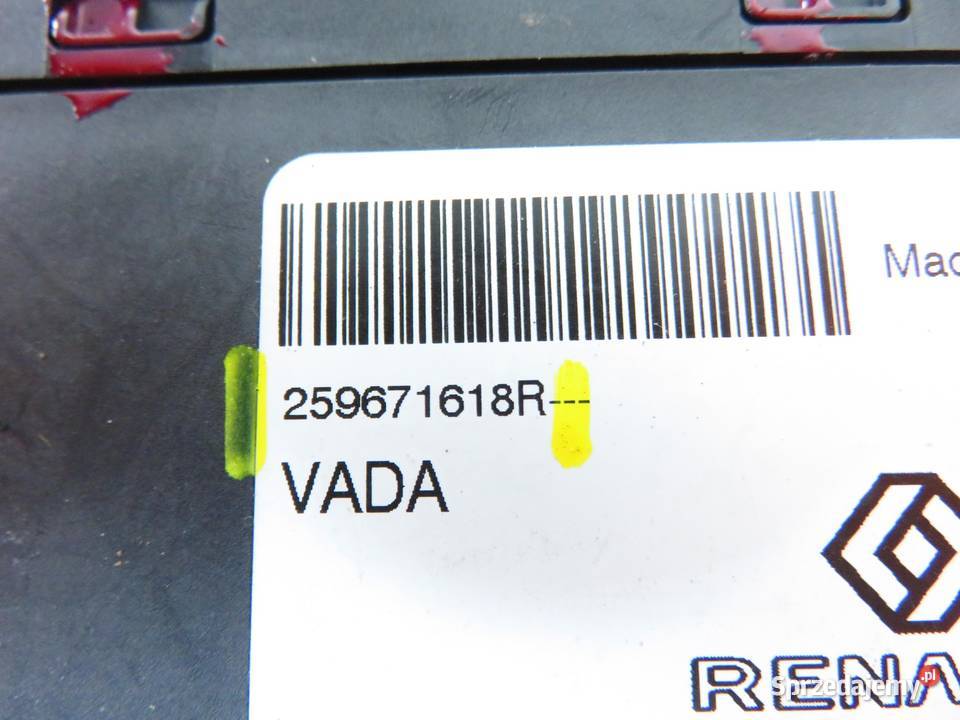 Mad
259671618R---
VADA
RENA
Sprzedajemy.pl